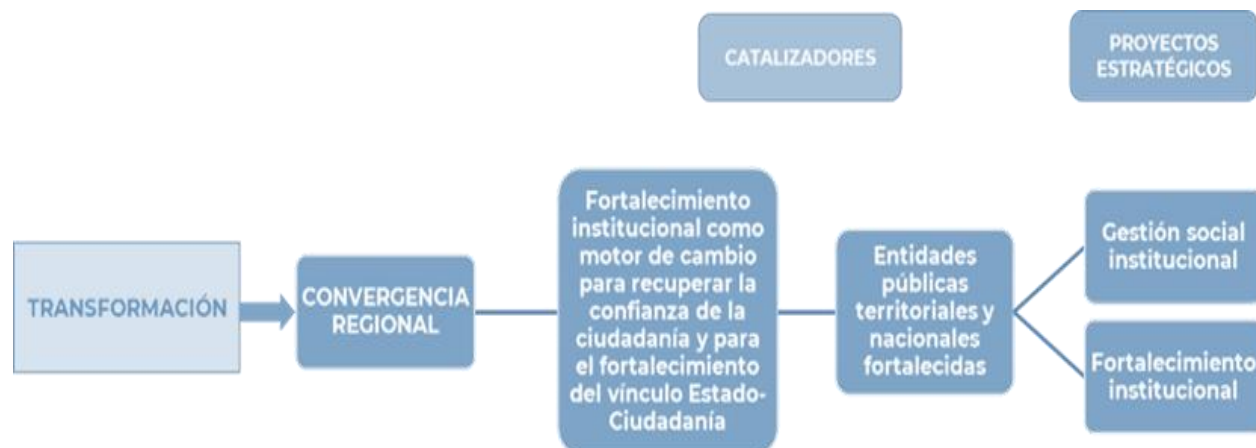 CATALIZADORES
PROYECTOS
ESTRATÉGICOS
TRANSFORMACIÓN
CONVERGENCIA
REGIONAL
Fortalecimiento
institucional como
motor de cambio
para recuperar la
confianza de la
ciudadanía y para
el fortalecimiento
del vínculo Estado-
Ciudadanía
Entidades
públicas
territoriales y
nacionales
fortalecidas
Gestión social
institucional
Fortalecimiento
institucional